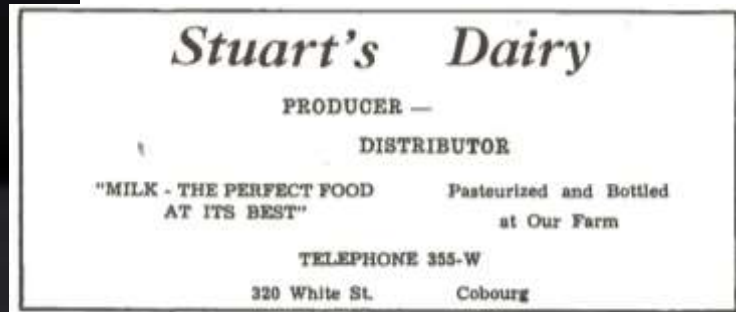 Stuart's Dairy
PRODUCER —
DISTRIBUTOR
"MILK - THE PERFECT FOOD
AT ITS BEST"
Pasteurized and Bottled
at Our Farm
TELEPHONE 355-W
320 White St. Cobourg